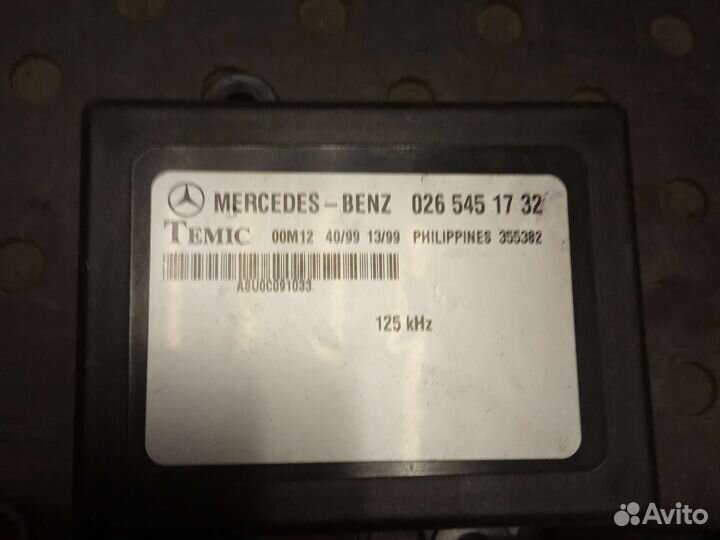 MERCEDES-BENZ 026 545 17 32
TEMIC 00M12 40/99 13/99 PHILIPPINES 355382
A8U0C091033
125 kHz
Avito